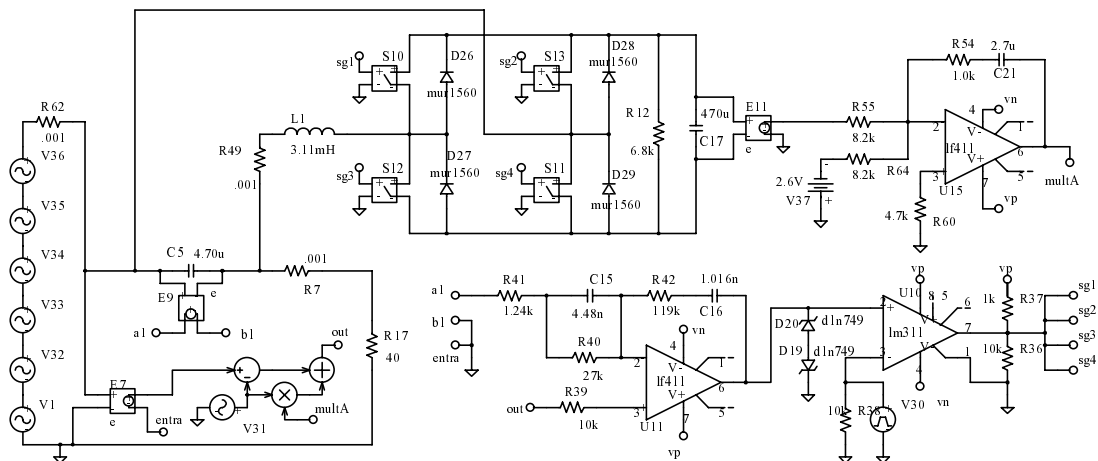 R62
.001
V36
V35
V34
V33
V32
V1
C5
4.70u
E9
e
a1
b1
R49
.001
L1
3.11mH
.001
R7
R17
40
E7
e
entra
V31
out
multA
sg1
S10
D26
mur1560
sg2
S13
D28
mur1560
sg3
S12
D27
mur1560
sg4
S11
D29
mur1560
R12
6.8k
470u
C17
E11
e
R55
8.2k
R64
8.2k
2.6V
V37
R54
1.0k
2.7u
C21
vn
4
2
V-
1
lf411
6
V+
3
7
5
U15
vp
multA
4.7k
R60
a1
b1
entra
R41
1.24k
C15
4.48n
R40
27k
R42
119k
1.016n
C16
vn
4
2
V-
1
lf411
6
V+
3
7
5
U11
vp
out
R39
10k
D20
d1n749
D19
d1n749
vp
U10
8
5
6
2
V+
lm311
7
V-
1
3
4
vn
10k
R38
V30
vp
1k
R37
10k
R36
sg1
sg2
sg3
sg4